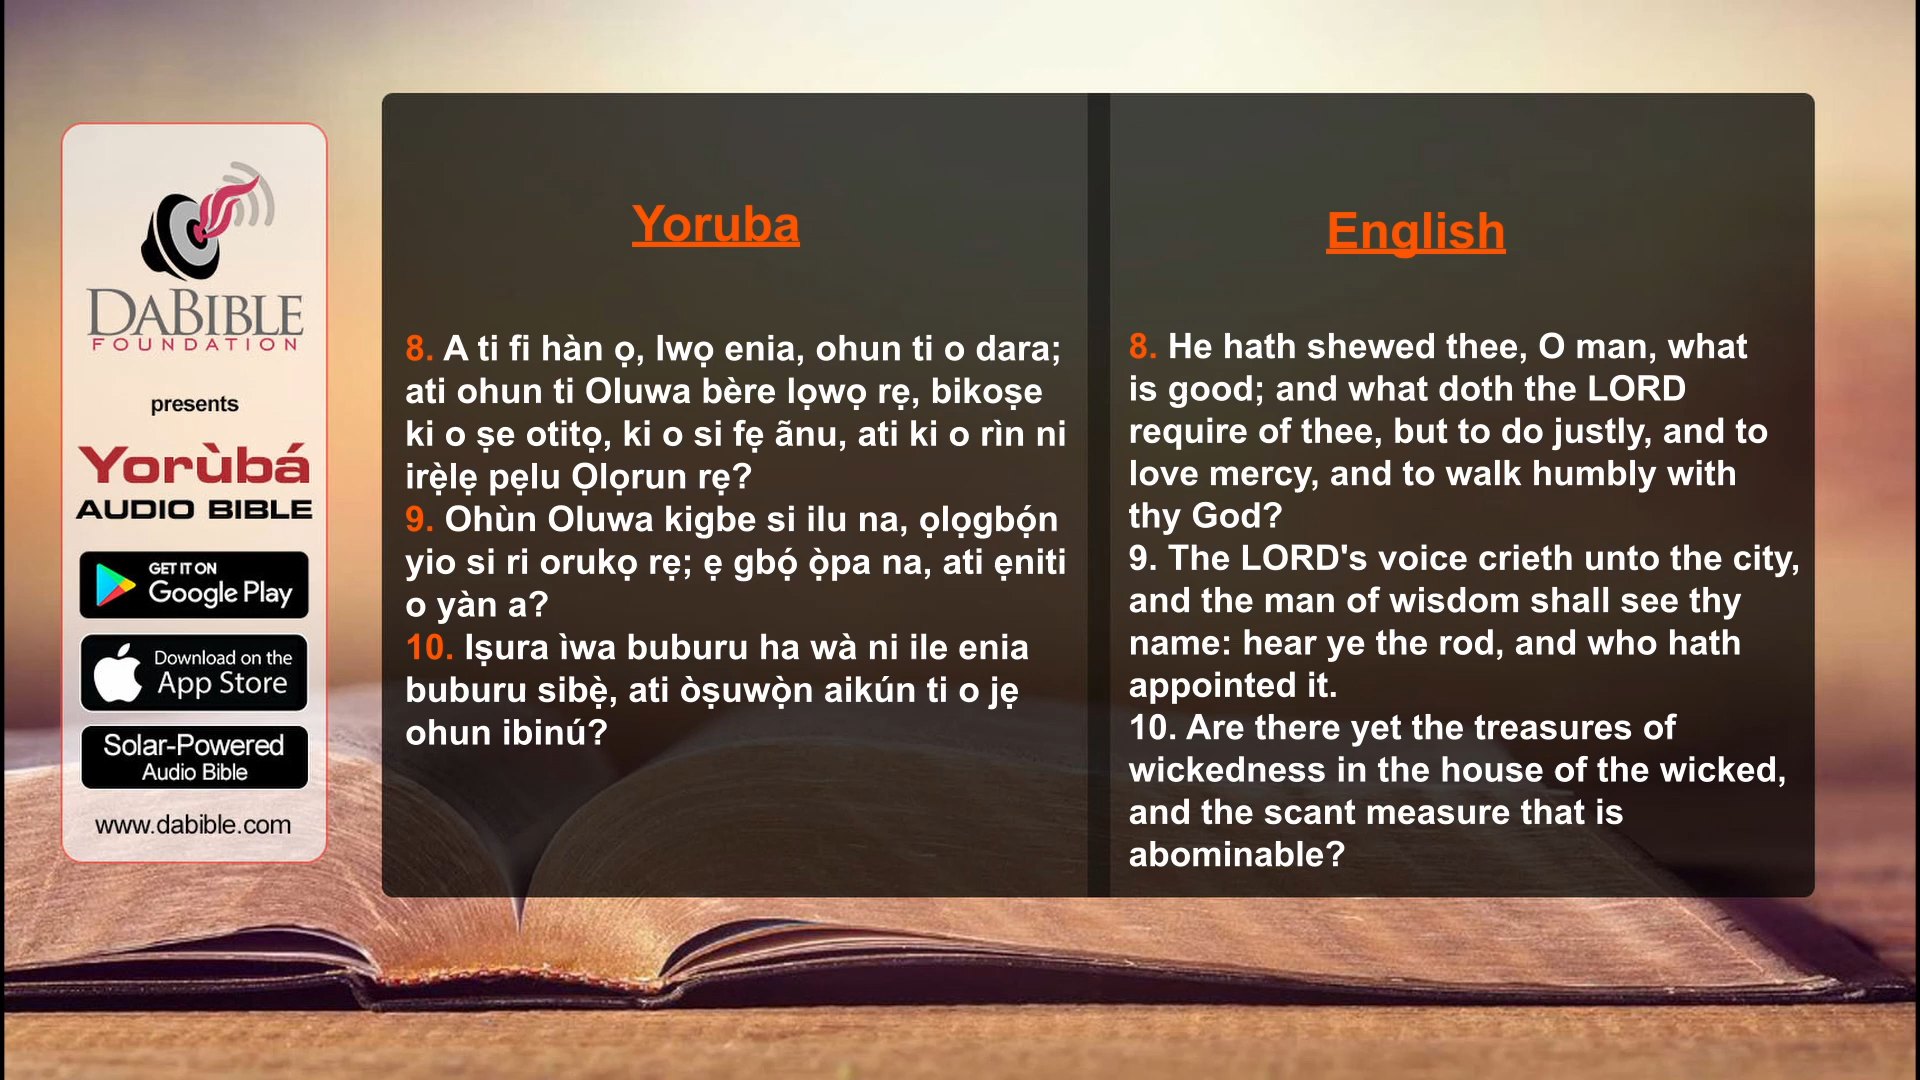 DABIBLE
FOUNDATION
presents
Yorùbá
AUDIO BIBLE
GET IT ON
Google Play
Download on the
App Store
Solar-Powered
Audio Bible
www.dabible.com
Yoruba
8. A ti fi hàn ọ, Iwọ enia, ohun ti o dara;
ati ohun ti Oluwa bère lọwọ rẹ, bikoṣe
ki o ṣe otitọ, ki o si fẹ ãnu, ati ki o rìn ni
irẹ̀lẹ pẹlu Ọlọrun rẹ?
9. Ohùn Oluwa kigbe si ilu na, ọlọgbọ́n
yio si ri orukọ rẹ; ẹ gbọ́ ọ̀pa na, ati ẹniti
o yàn a?
10. Iṣura ìwa buburu ha wà ni ile enia
buburu sibẹ̀, ati òṣuwọ̀n aikún ti o jẹ
ohun ibinú?
English
8. He hath shewed thee, O man, what
is good; and what doth the LORD
require of thee, but to do justly, and to
love mercy, and to walk humbly with
thy God?
9. The LORD's voice crieth unto the city,
and the man of wisdom shall see thy
name: hear ye the rod, and who hath
appointed it.
10. Are there yet the treasures of
wickedness in the house of the wicked,
and the scant measure that is
abominable?